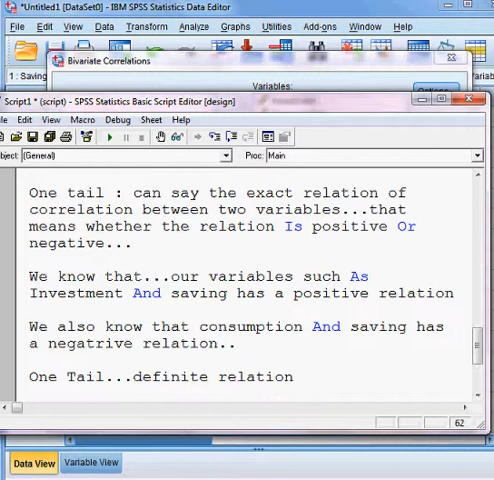 *Untitled1 [DataSet0] - IBM SPSS Statistics Data Editor
File Edit View Data Transform Analyze Graphs Utilities Add-ons Window Help
1 : Saving
Bivariate Correlations
Variables:
Script1 * (script) - SPSS Statistics Basic Script Editor [design]
Edit View Macro Debug Sheet Help
(General) Proc: Main
One tail : can say the exact relation of
correlation between two variables...that
means whether the relation Is positive Or
negative...
We know that...our variables such As
Investment And saving has a positive relation
We also know that consumption And saving has
a negatrive relation..
One Tail...definite relation
62
Data View Variable View